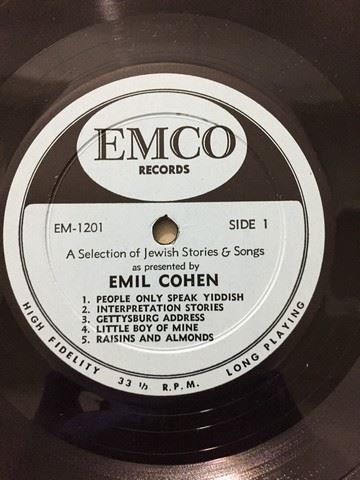 EMCO
RECORDS
EM-1201 SIDE 1
A Selection of Jewish Stories & Songs
as presented by
EMIL COHEN
1. PEOPLE ONLY SPEAK YIDDISH
2. INTERPRETATION STORIES
3. GETTYSBURG ADDRESS
4. LITTLE BOY OF MINE
5. RAISINS AND ALMONDS
HIGH FIDELITY 33 ⅓ R.P.M. LONG PLAYING